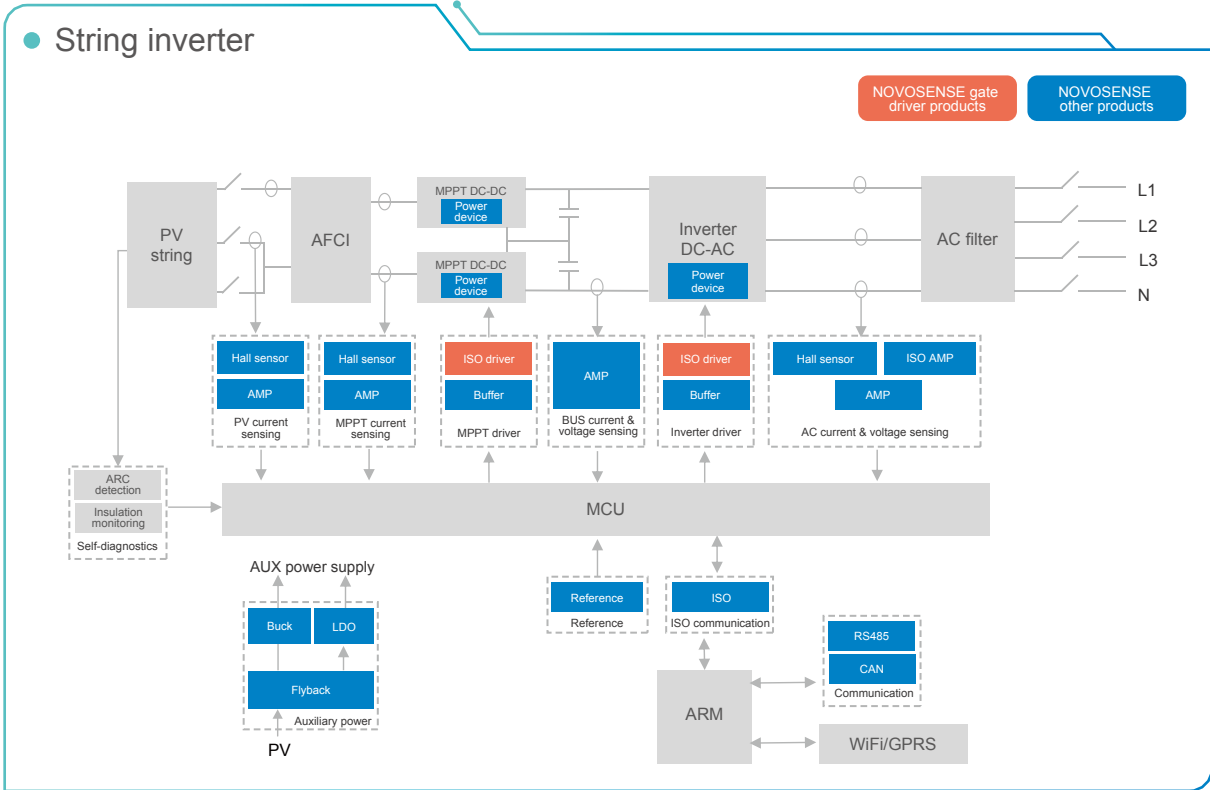 String inverter
NOVOSENSE gate
driver products
NOVOSENSE
other products
PV
string
AFCI
MPPT DC-DC
Power
device
MPPT DC-DC
Power
device
Inverter
DC-AC
Power
device
AC filter
L1
L2
L3
N
Hall sensor
AMP
PV current
sensing
Hall sensor
AMP
MPPT current
sensing
ISO driver
Buffer
MPPT driver
AMP
BUS current &
voltage sensing
ISO driver
Buffer
Inverter driver
Hall sensor
ISO AMP
AMP
AC current & voltage sensing
ARC
detection
Insulation
monitoring
Self-diagnostics
MCU
AUX power supply
Buck
LDO
Flyback
Auxiliary power
PV
Reference
Reference
ISO
ISO communication
RS485
CAN
Communication
ARM
WiFi/GPRS